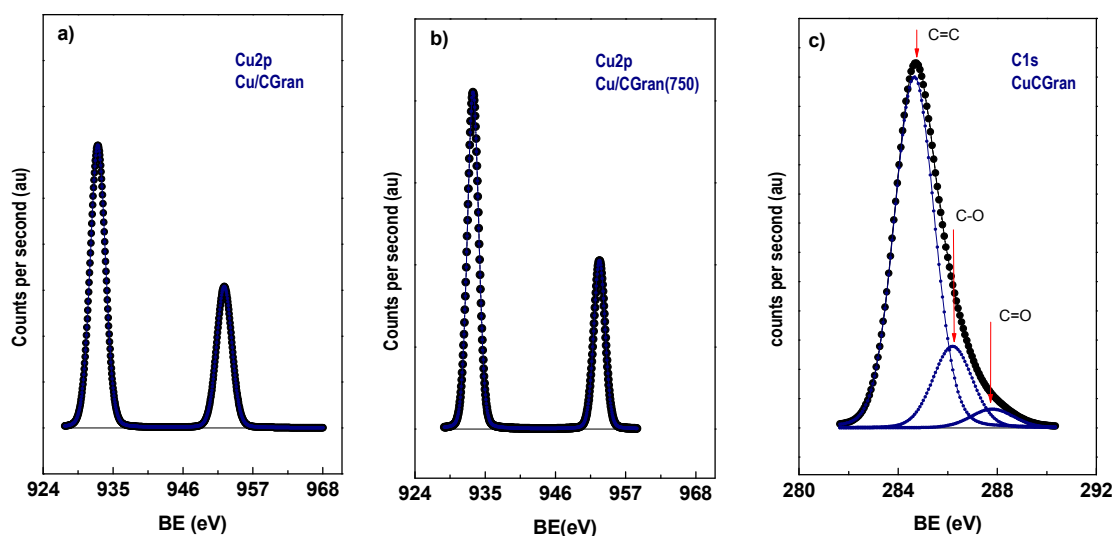 a)
Cu2p
Cu/CGran
Counts per second (au)
924 935 946 957 968
BE (eV)
b)
Cu2p
Cu/CGran(750)
Counts per second (au)
924 935 946 957 968
BE(eV)
c)
C=C
C1s
CuCGran
C-O
C=O
counts per second (au)
280 284 288 292
BE (eV)